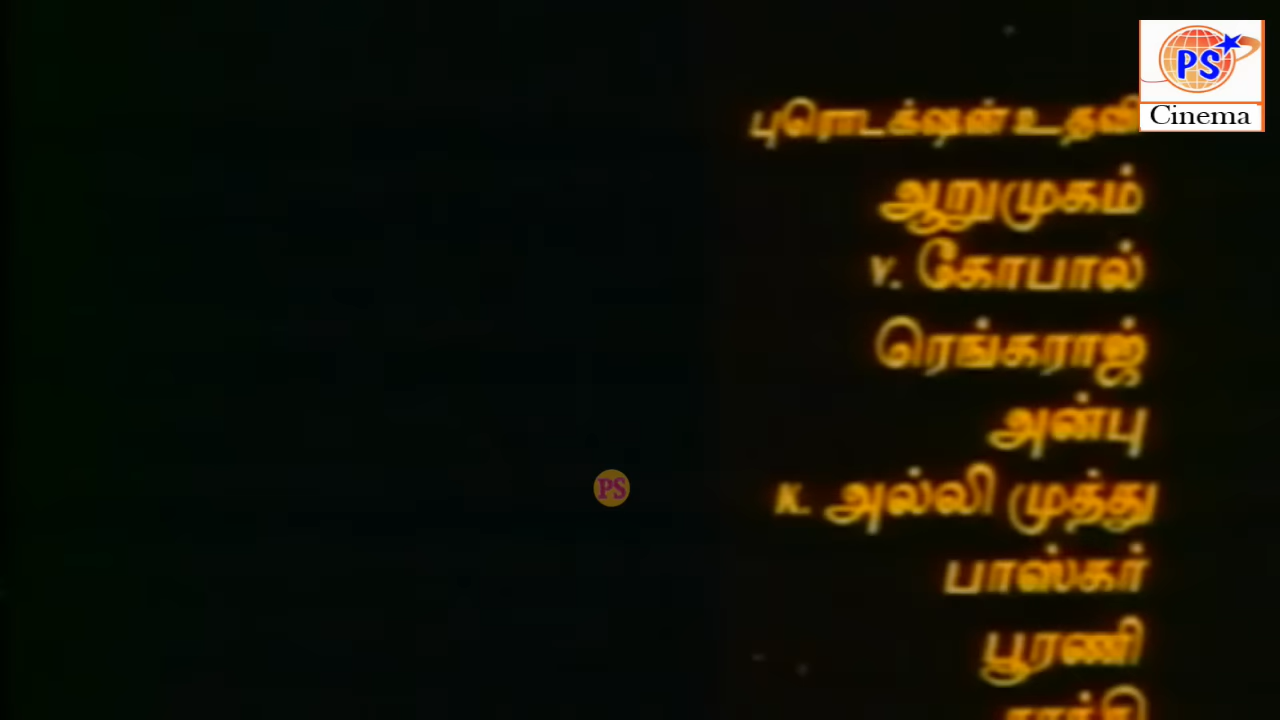 PS
Cinema
புரொடக்ஷன் உதவி
ஆறுமுகம்
V. கோபால்
ரெங்கராஜ்
அன்பு
K. அல்லி முத்து
PS
பாஸ்கர்
பூரணி